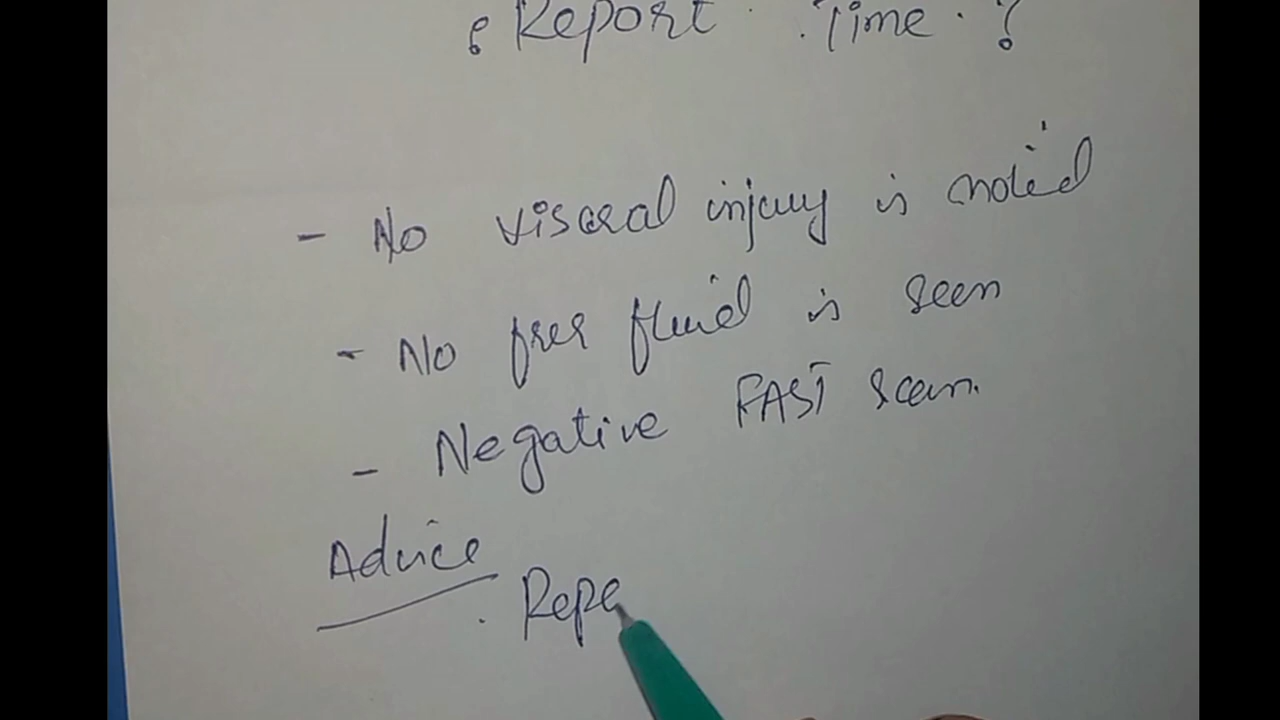 Report Time ?
- No visceral injury is noted
- No free fluid is seen
- Negative FAST scan.
Advice
. Repe